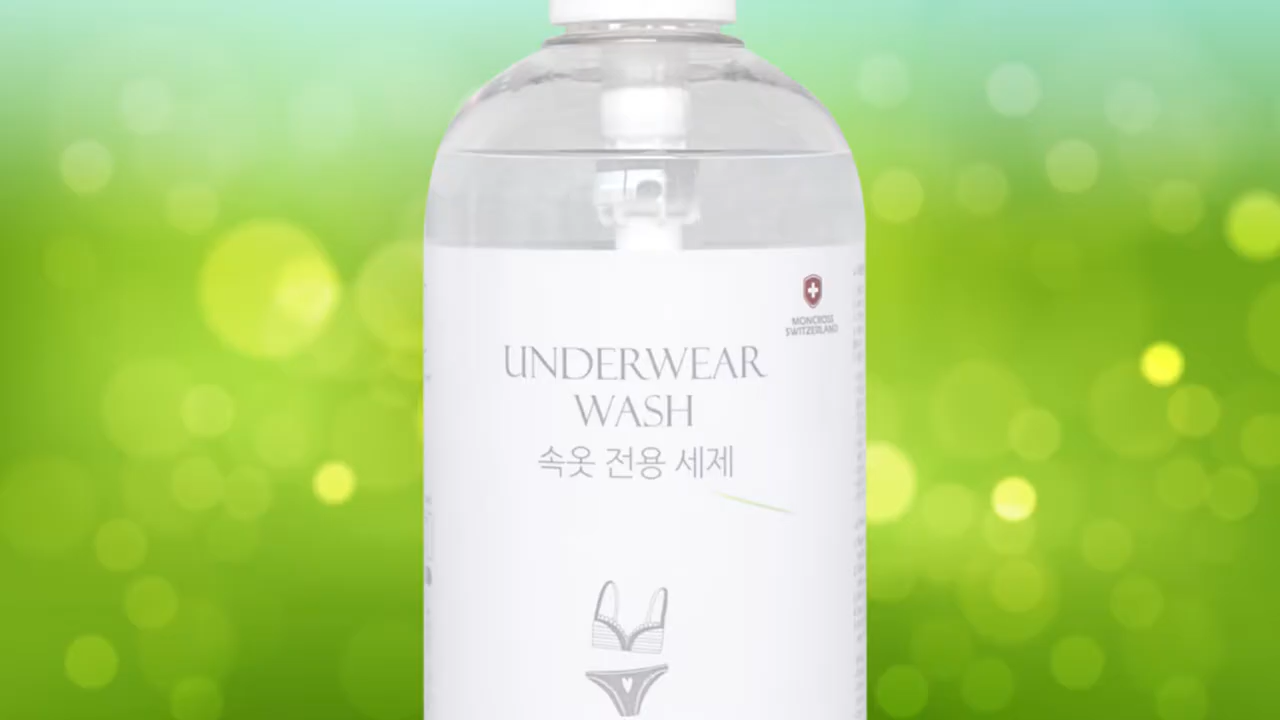 MONCROSS
SWITZERLAND
UNDERWEAR
WASH
속옷 전용 세제